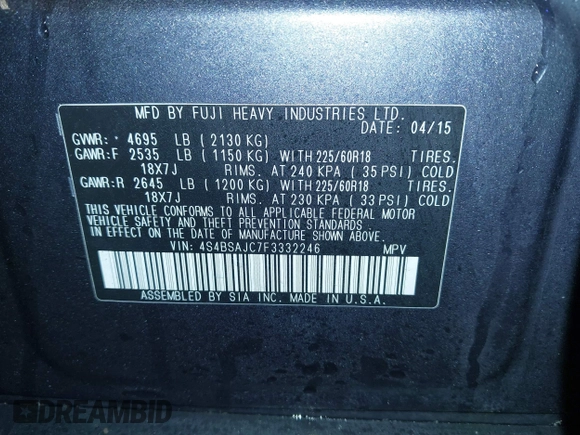 MFD BY FUJI HEAVY INDUSTRIES LTD.
DATE: 04/15
GVWR: * 4695 LB ( 2130 KG)
GAWR:F 2535 LB ( 1150 KG) WITH 225/60R18 TIRES.
18X7J RIMS. AT 240 KPA ( 35 PSI) COLD
GAWR:R 2645 LB ( 1200 KG) WITH 225/60R18 TIRES.
18X7J RIMS. AT 230 KPA ( 33 PSI) COLD
THIS VEHICLE CONFORMS TO ALL APPLICABLE FEDERAL MOTOR
VEHICLE SAFETY AND THEFT PREVENTION STANDARDS
IN EFFECT ON THE DATE OF MANUFACTURE SHOWN ABOVE.
VIN: 4S4BSAJC7F3332246 MPV
ASSEMBLED BY SIA INC. MADE IN U.S.A.
DREAMBID